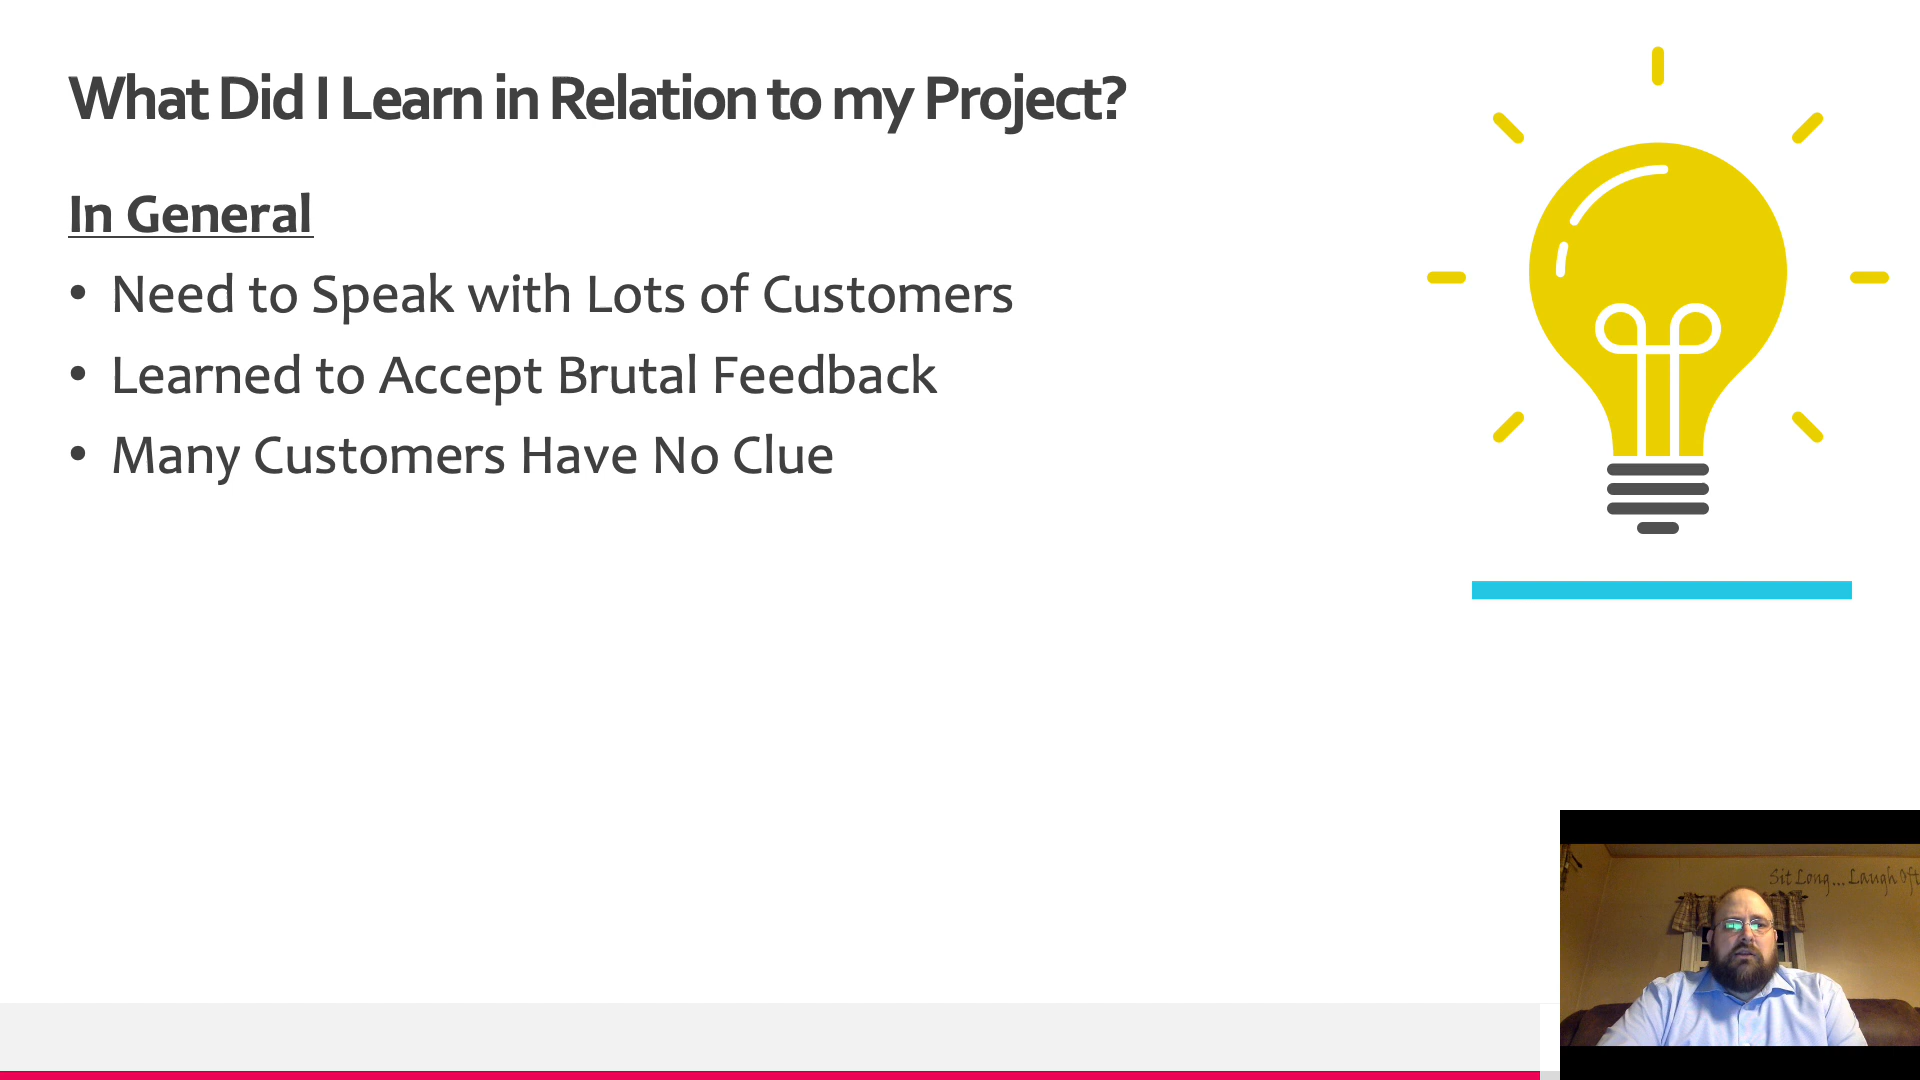 What Did I Learn in Relation to my Project?
In General
• Need to Speak with Lots of Customers
• Learned to Accept Brutal Feedback
• Many Customers Have No Clue
Sit Long... Laugh Oft